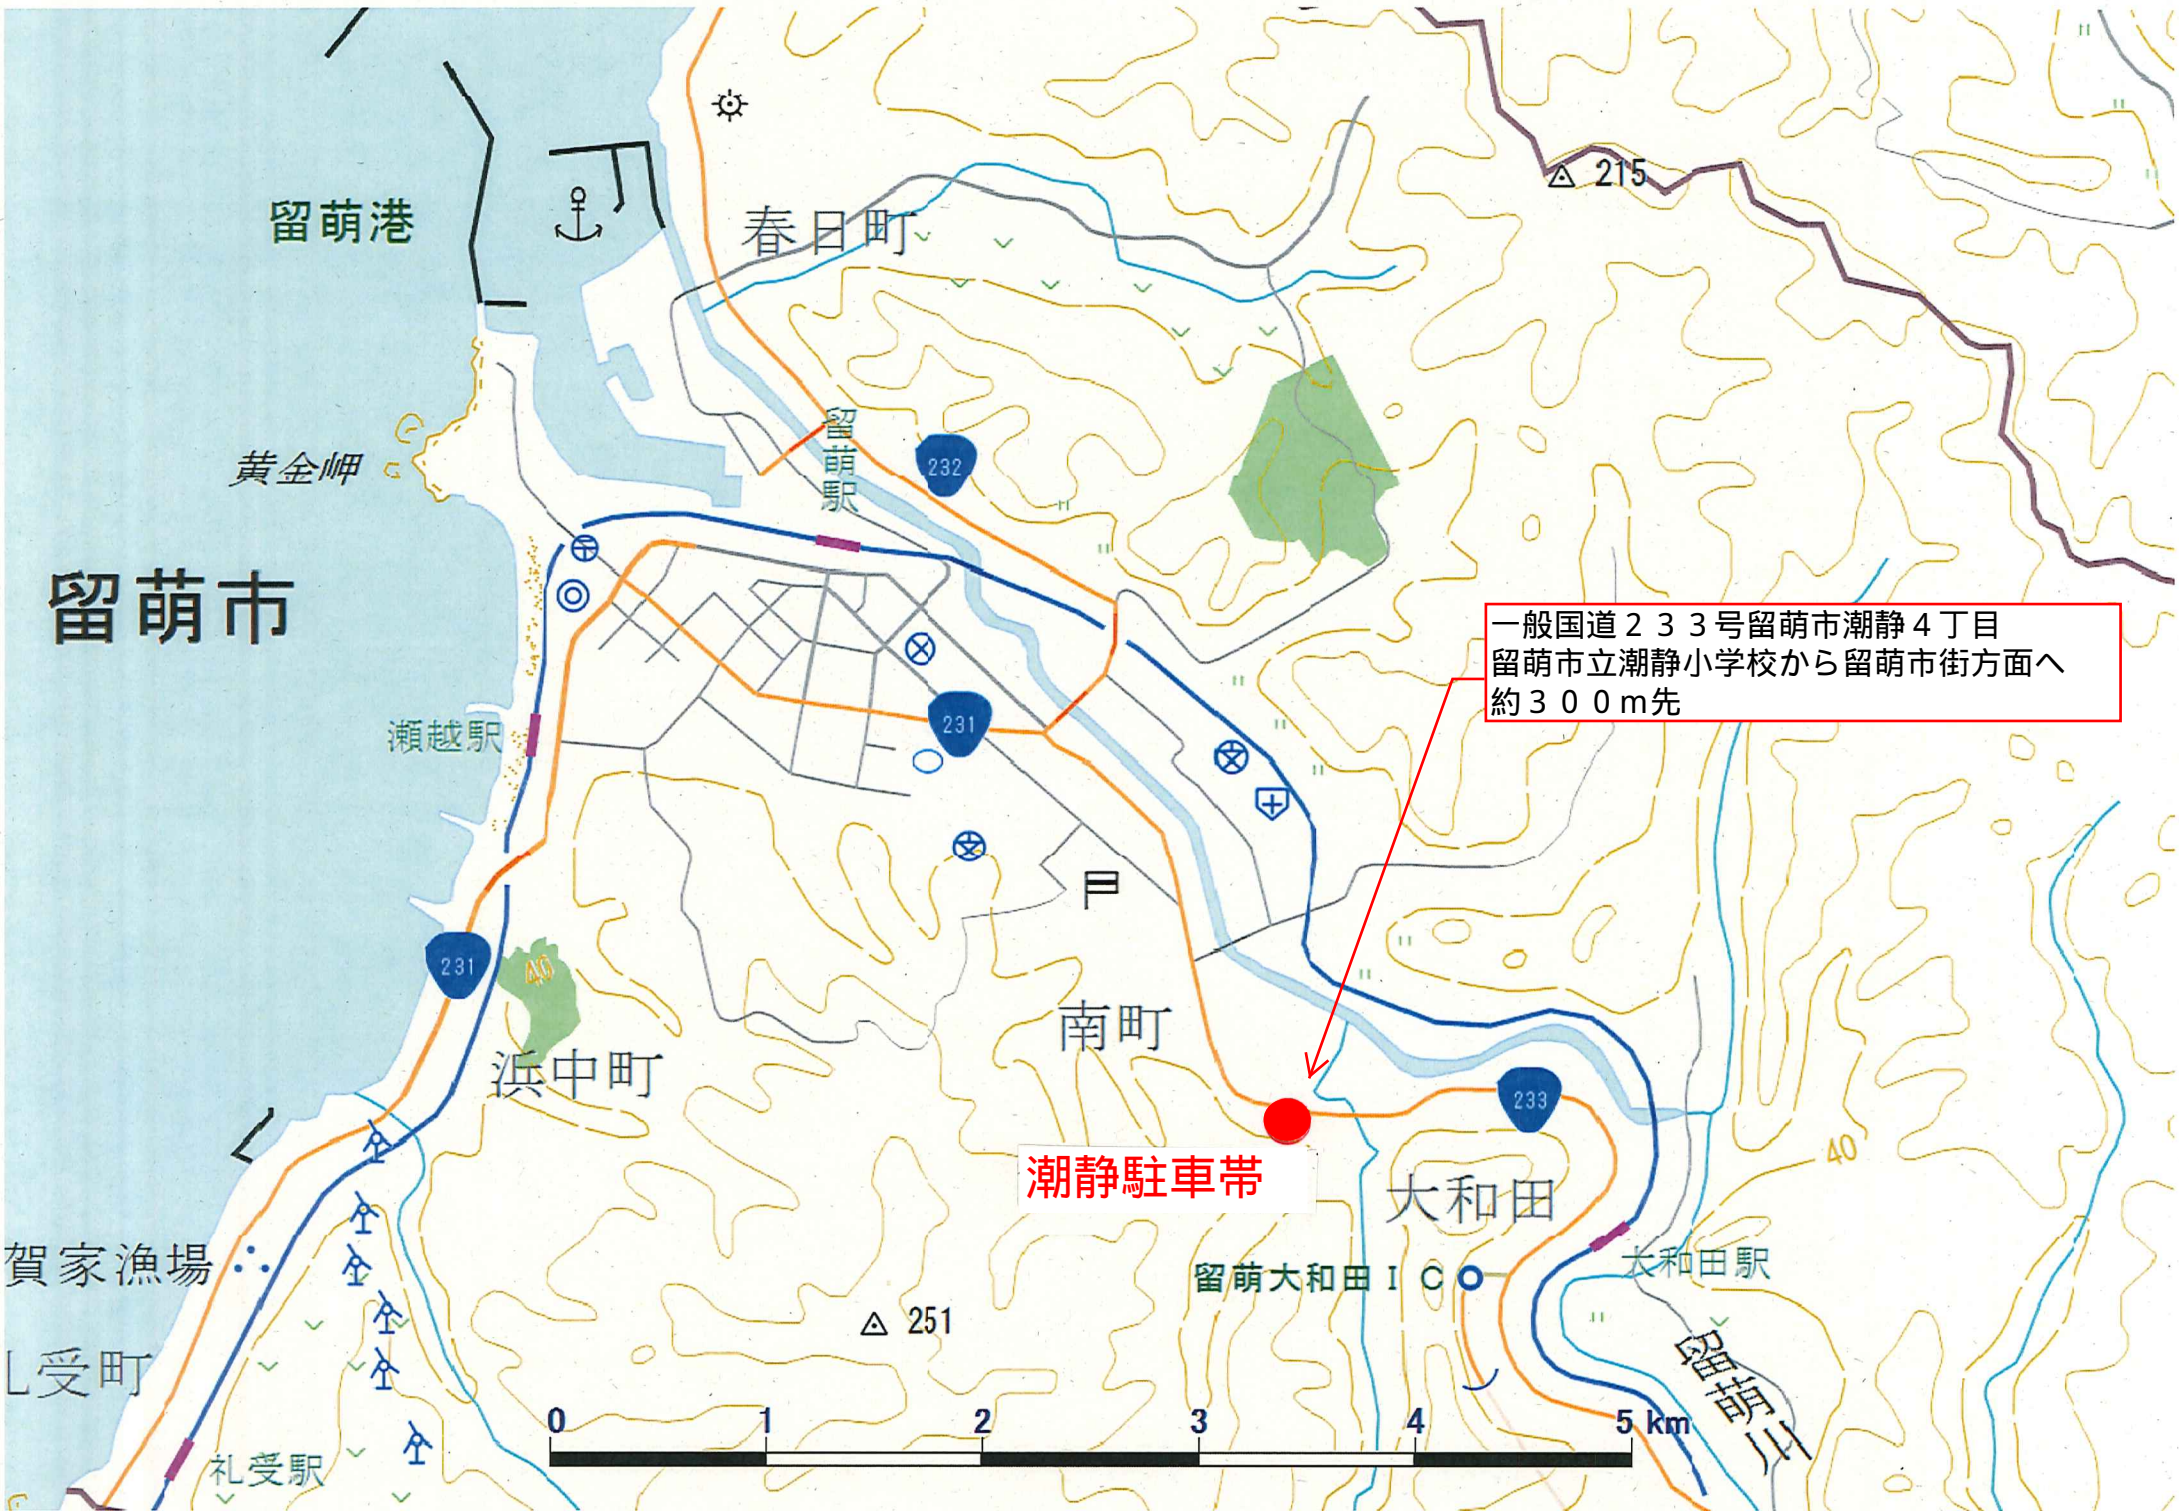 留萌港
春日町
215
黄金岬
留萌駅
232
留萌市
一般国道２３３号留萌市潮静４丁目
留萌市立潮静小学校から留萌市街方面へ
約３００ｍ先
瀬越駅
231
231
40
南町
浜中町
233
潮静駐車帯
大和田
40
賀家漁場
留萌大和田ＩＣ
大和田駅
251
留萌川
礼受町
礼受駅
0 1 2 3 4 5 km